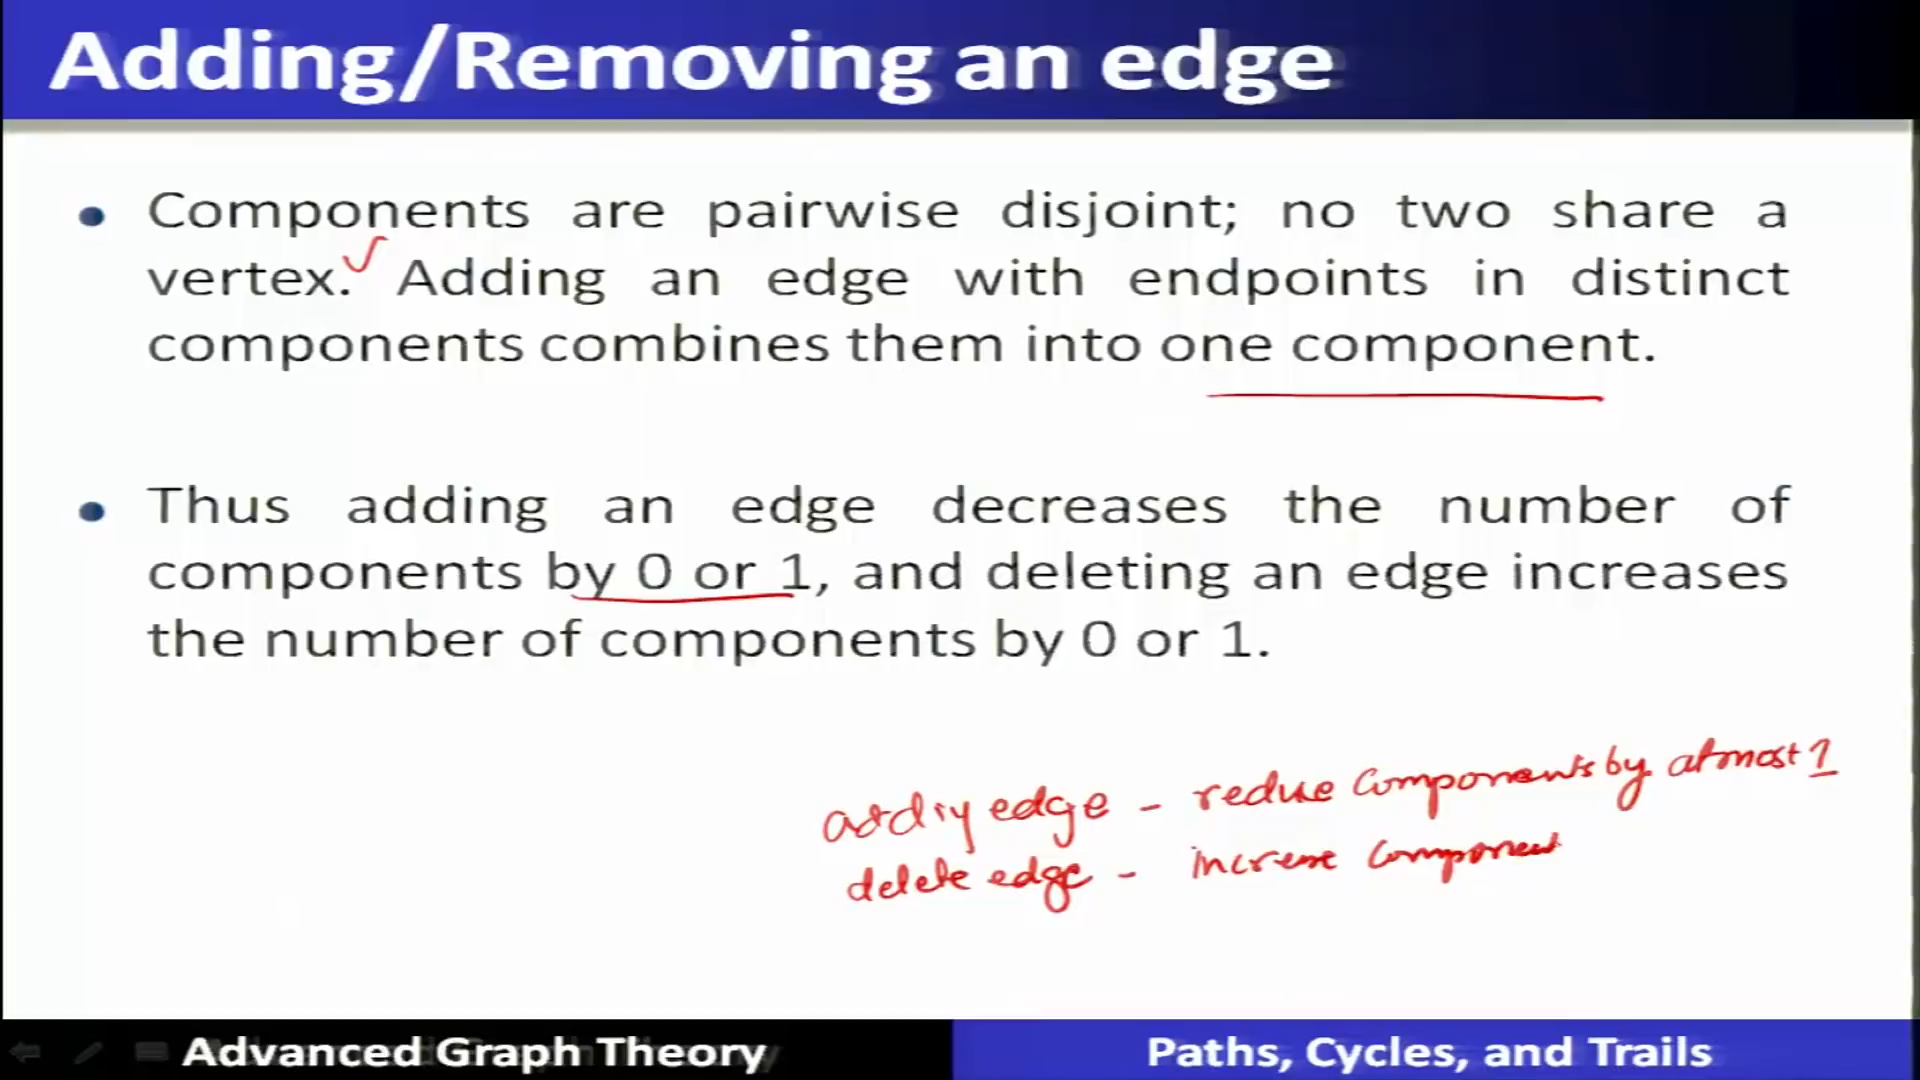 Adding/Removing an edge
• Components are pairwise disjoint; no two share a
vertex. Adding an edge with endpoints in distinct
components combines them into one component.
• Thus adding an edge decreases the number of
components by 0 or 1, and deleting an edge increases
the number of components by 0 or 1.
addiy edge - reduce components by atmost 1
delete edge - increase component
Advanced Graph Theory
Paths, Cycles, and Trails